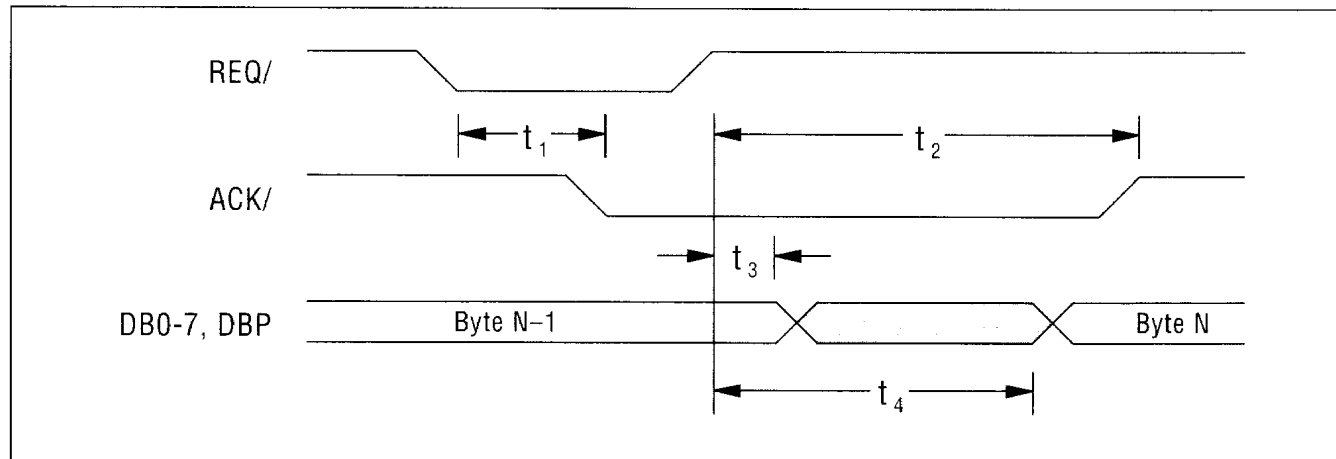 REQ/
t₁
t₂
ACK/
t₃
DB0-7, DBP
Byte N–1
Byte N
t₄